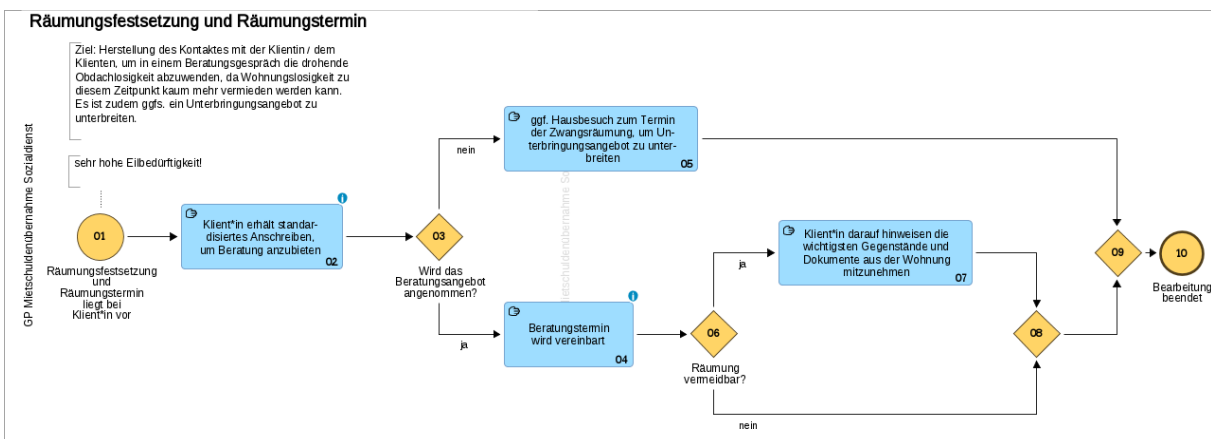 Räumungsfestsetzung und Räumungstermin
Ziel: Herstellung des Kontaktes mit der Klientin / dem
Klienten, um in einem Beratungsgespräch die drohende
Obdachlosigkeit abzuwenden, da Wohnungslosigkeit zu
diesem Zeitpunkt kaum mehr vermieden werden kann.
Es ist zudem ggfs. ein Unterbringungsangebot zu
unterbreiten.
sehr hohe Eilbedürftigkeit!
GP Mietschuldenübernahme Sozialdienst
01
Räumungsfestsetzung
und
Räumungstermin
liegt bei
Klient*in vor
Klient*in erhält standar-
disiertes Anschreiben,
um Beratung anzubieten
02
03
Wird das
Beratungsangebot
angenommen?
nein
ggf. Hausbesuch zum Termin
der Zwangsräumung, um Un-
terbringungsangebot zu unter-
breiten
05
ja
Beratungstermin
wird vereinbart
04
Mietschuldenübernahme So
06
Räumung
vermeidbar?
ja
Klient*in darauf hinweisen die
wichtigsten Gegenstände und
Dokumente aus der Wohnung
mitzunehmen
07
nein
08
09
10
Bearbeitung
beendet